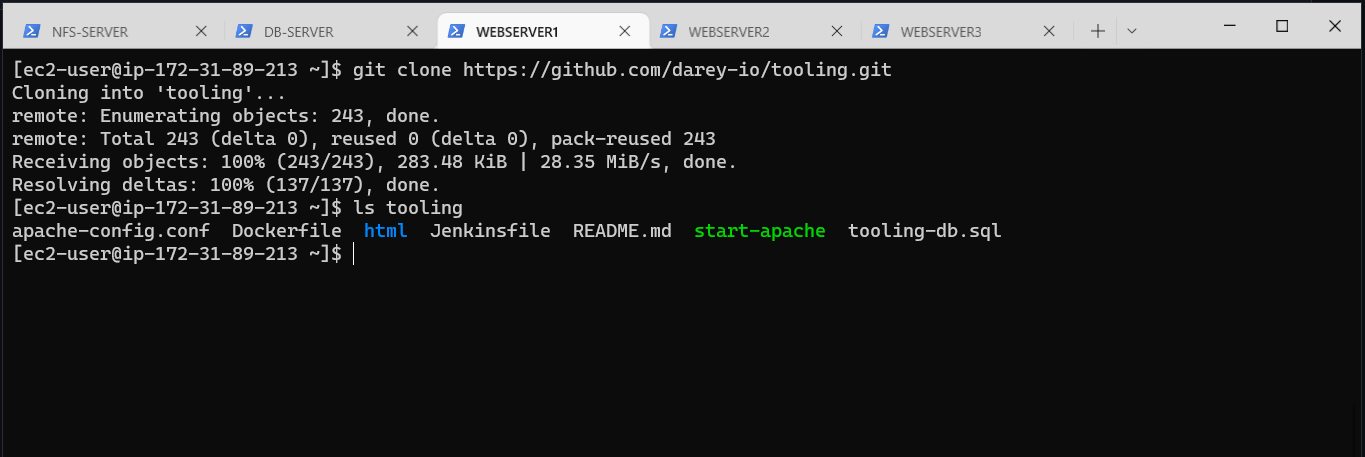 NFS-SERVER DB-SERVER WEBSERVER1 WEBSERVER2 WEBSERVER3
[ec2-user@ip-172-31-89-213 ~]$ git clone https://github.com/darey-io/tooling.git
Cloning into 'tooling'...
remote: Enumerating objects: 243, done.
remote: Total 243 (delta 0), reused 0 (delta 0), pack-reused 243
Receiving objects: 100% (243/243), 283.48 KiB | 28.35 MiB/s, done.
Resolving deltas: 100% (137/137), done.
[ec2-user@ip-172-31-89-213 ~]$ ls tooling
apache-config.conf  Dockerfile  html  Jenkinsfile  README.md  start-apache  tooling-db.sql
[ec2-user@ip-172-31-89-213 ~]$